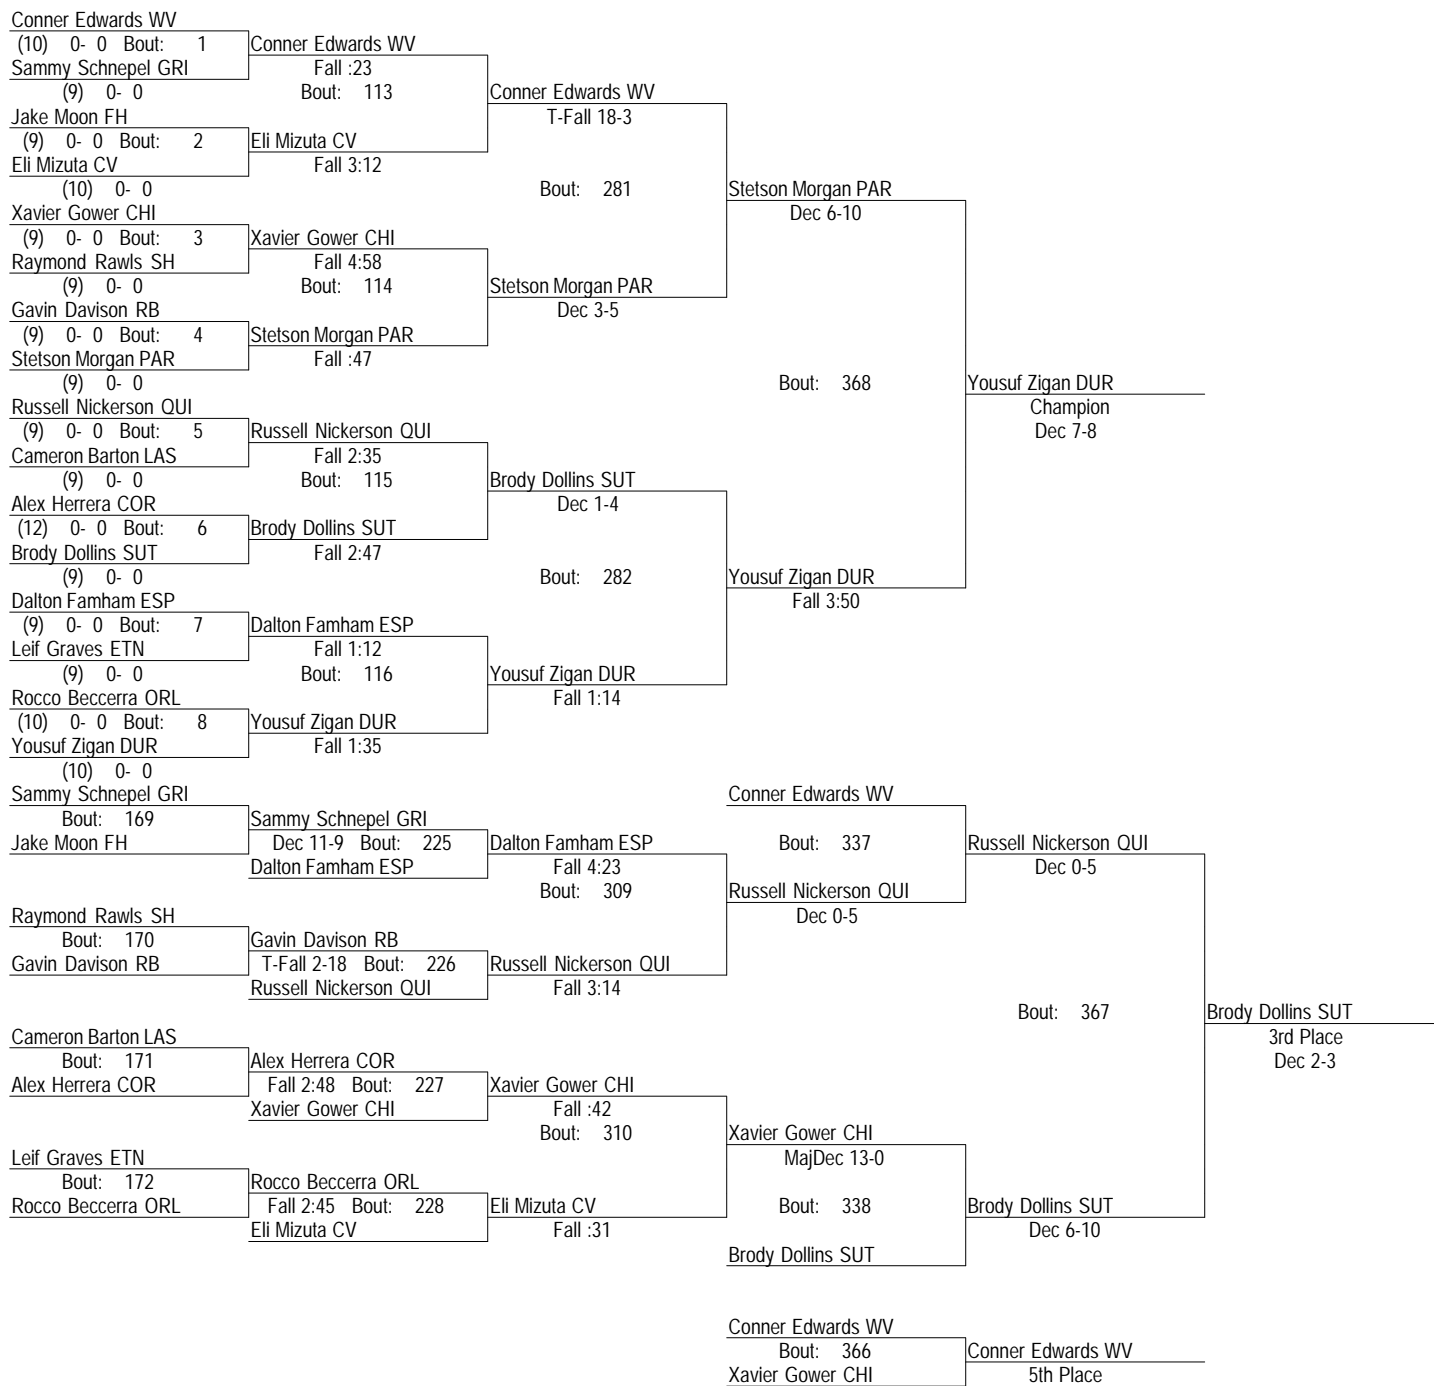 Conner Edwards WV
(10) 0- 0 Bout: 1 Conner Edwards WV
Sammy Schnepel GRI Fall :23
(9) 0- 0 Bout: 113 Conner Edwards WV
Jake Moon FH T-Fall 18-3
(9) 0- 0 Bout: 2 Eli Mizuta CV
Eli Mizuta CV Fall 3:12
(10) 0- 0 Bout: 281 Stetson Morgan PAR
Xavier Gower CHI Dec 6-10
(9) 0- 0 Bout: 3 Xavier Gower CHI
Raymond Rawls SH Fall 4:58
(9) 0- 0 Bout: 114 Stetson Morgan PAR
Gavin Davison RB Dec 3-5
(9) 0- 0 Bout: 4 Stetson Morgan PAR
Stetson Morgan PAR Fall :47
(9) 0- 0 Bout: 368 Yousuf Zigan DUR
Russell Nickerson QUI Champion
(9) 0- 0 Bout: 5 Russell Nickerson QUI Dec 7-8
Cameron Barton LAS Fall 2:35
(9) 0- 0 Bout: 115 Brody Dollins SUT
Alex Herrera COR Dec 1-4
(12) 0- 0 Bout: 6 Brody Dollins SUT
Brody Dollins SUT Fall 2:47
(9) 0- 0 Bout: 282 Yousuf Zigan DUR
Dalton Famham ESP Fall 3:50
(9) 0- 0 Bout: 7 Dalton Famham ESP
Leif Graves ETN Fall 1:12
(9) 0- 0 Bout: 116 Yousuf Zigan DUR
Rocco Beccerra ORL Fall 1:14
(10) 0- 0 Bout: 8 Yousuf Zigan DUR
Yousuf Zigan DUR Fall 1:35
(10) 0- 0
Sammy Schnepel GRI Conner Edwards WV
Bout: 169 Sammy Schnepel GRI
Jake Moon FH Dec 11-9 Bout: 225 Dalton Famham ESP Bout: 337 Russell Nickerson QUI
Dalton Famham ESP Fall 4:23 Dec 0-5
Bout: 309 Russell Nickerson QUI
Raymond Rawls SH Dec 0-5
Bout: 170 Gavin Davison RB
Gavin Davison RB T-Fall 2-18 Bout: 226 Russell Nickerson QUI
Russell Nickerson QUI Fall 3:14
Bout: 367 Brody Dollins SUT
Cameron Barton LAS 3rd Place
Bout: 171 Alex Herrera COR Dec 2-3
Alex Herrera COR Fall 2:48 Bout: 227 Xavier Gower CHI
Xavier Gower CHI Fall :42
Bout: 310 Xavier Gower CHI
Leif Graves ETN MajDec 13-0
Bout: 172 Rocco Beccerra ORL
Rocco Beccerra ORL Fall 2:45 Bout: 228 Eli Mizuta CV Bout: 338 Brody Dollins SUT
Eli Mizuta CV Fall :31 Dec 6-10
Brody Dollins SUT
Conner Edwards WV
Bout: 366 Conner Edwards WV
Xavier Gower CHI 5th Place